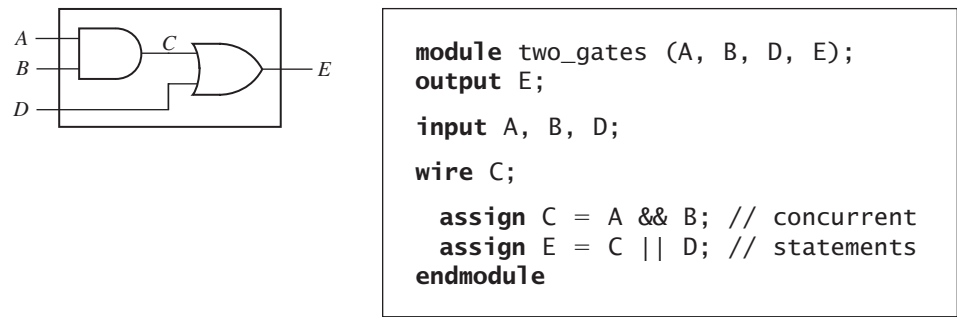 A
B
C
D
E
module two_gates (A, B, D, E);
output E;
input A, B, D;
wire C;
assign C = A && B; // concurrent
assign E = C || D; // statements
endmodule